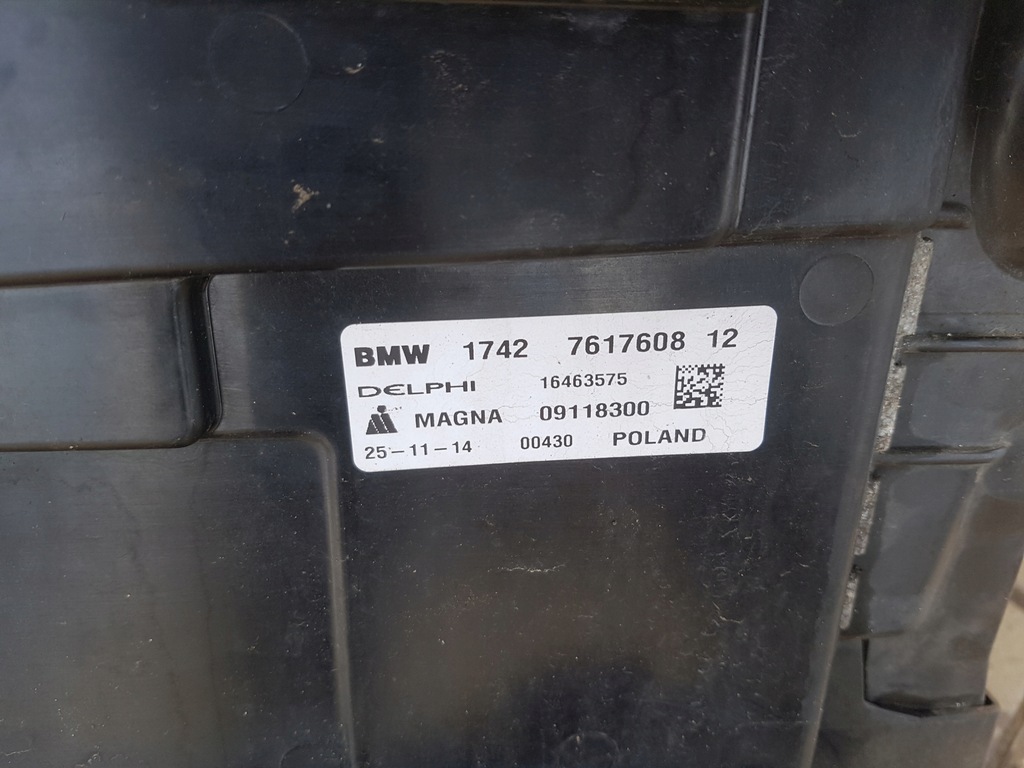 BMW 1742 7617608 12
DELPHI 16463575
MAGNA 09118300
25-11-14 00430 POLAND